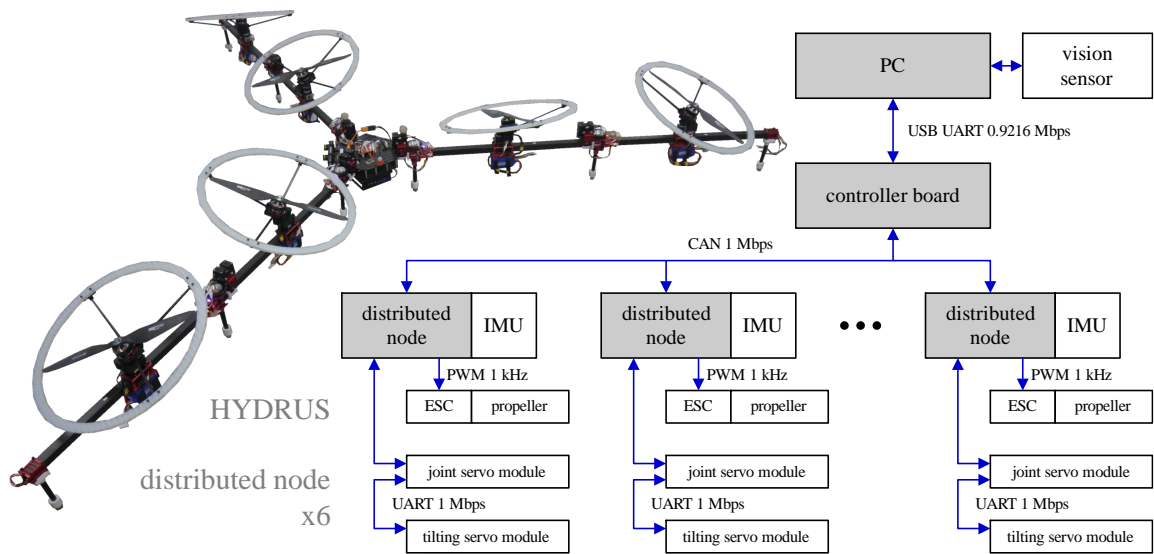 PC
vision
sensor
USB UART 0.9216 Mbps
controller board
CAN 1 Mbps
distributed
node
IMU
distributed
node
IMU
distributed
node
IMU
PWM 1 kHz
PWM 1 kHz
PWM 1 kHz
ESC
propeller
ESC
propeller
ESC
propeller
HYDRUS
joint servo module
joint servo module
joint servo module
distributed node
x6
UART 1 Mbps
UART 1 Mbps
UART 1 Mbps
tilting servo module
tilting servo module
tilting servo module